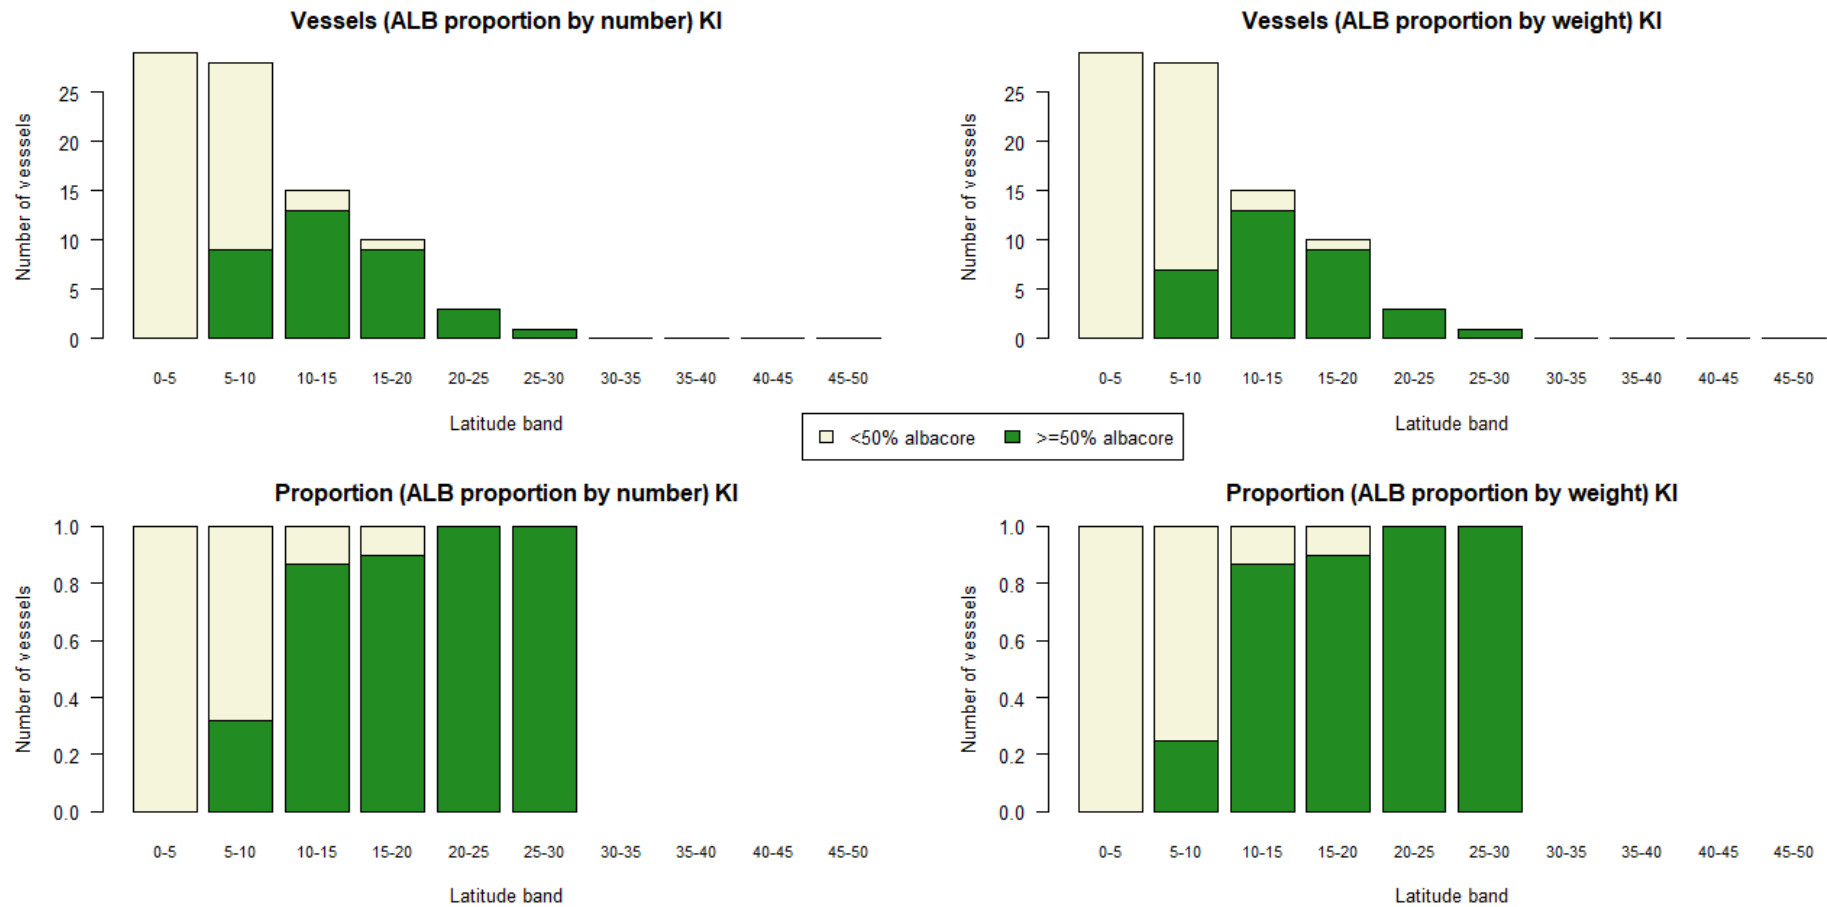 Vessels (ALB proportion by number) KI
Number of vesssels
25
20
15
10
5
0
0-5 5-10 10-15 15-20 20-25 25-30 30-35 35-40 40-45 45-50
Latitude band
Vessels (ALB proportion by weight) KI
Number of vesssels
25
20
15
10
5
0
0-5 5-10 10-15 15-20 20-25 25-30 30-35 35-40 40-45 45-50
Latitude band
<50% albacore >=50% albacore
Proportion (ALB proportion by number) KI
Number of vesssels
1.0
0.8
0.6
0.4
0.2
0.0
0-5 5-10 10-15 15-20 20-25 25-30 30-35 35-40 40-45 45-50
Latitude band
Proportion (ALB proportion by weight) KI
Number of vesssels
1.0
0.8
0.6
0.4
0.2
0.0
0-5 5-10 10-15 15-20 20-25 25-30 30-35 35-40 40-45 45-50
Latitude band